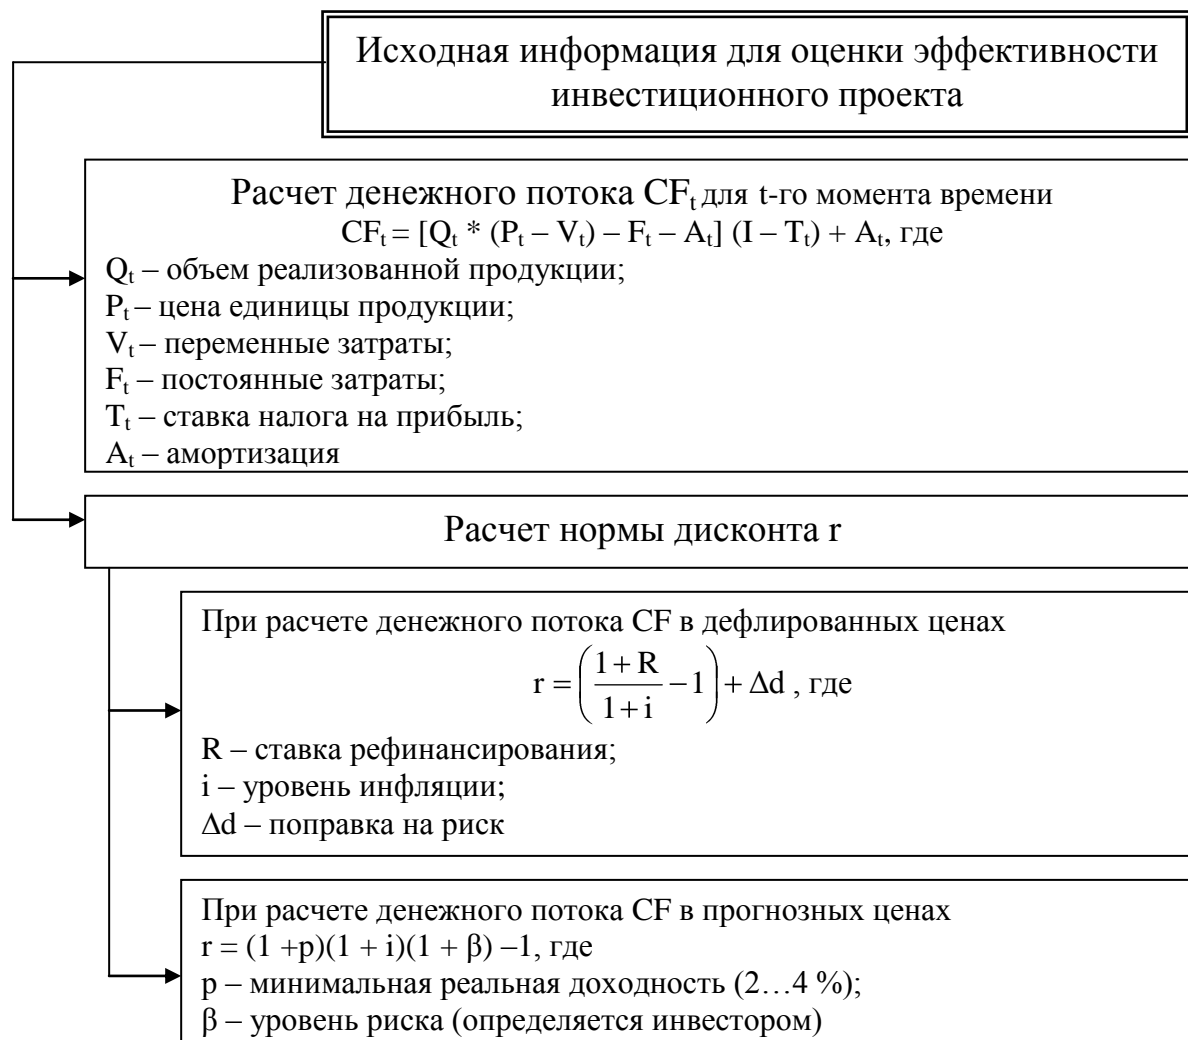 Исходная информация для оценки эффективности
инвестиционного проекта
Расчет денежного потока CFₜ для t-го момента времени
CFₜ = [Qₜ * (Pₜ – Vₜ) – Fₜ – Aₜ] (I – Tₜ) + Aₜ, где
Qₜ – объем реализованной продукции;
Pₜ – цена единицы продукции;
Vₜ – переменные затраты;
Fₜ – постоянные затраты;
Tₜ – ставка налога на прибыль;
Aₜ – амортизация
Расчет нормы дисконта r
При расчете денежного потока CF в дефлированных ценах
r = ((1 + R)/(1 + i) − 1) + Δd , где
R – ставка рефинансирования;
i – уровень инфляции;
Δd – поправка на риск
При расчете денежного потока CF в прогнозных ценах
r = (1 +p)(1 + i)(1 + β) –1, где
p – минимальная реальная доходность (2…4 %);
β – уровень риска (определяется инвестором)